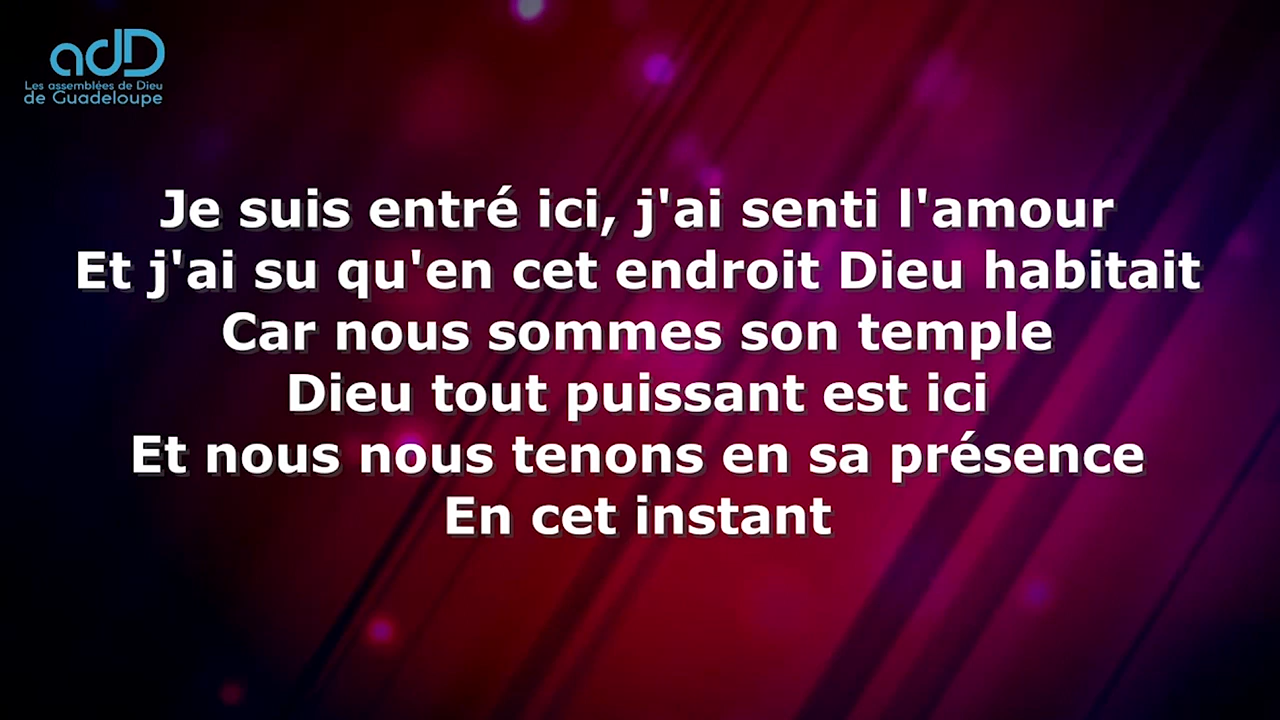 adD
Les assemblées de Dieu
de Guadeloupe
Je suis entré ici, j'ai senti l'amour
Et j'ai su qu'en cet endroit Dieu habitait
Car nous sommes son temple
Dieu tout puissant est ici
Et nous nous tenons en sa présence
En cet instant